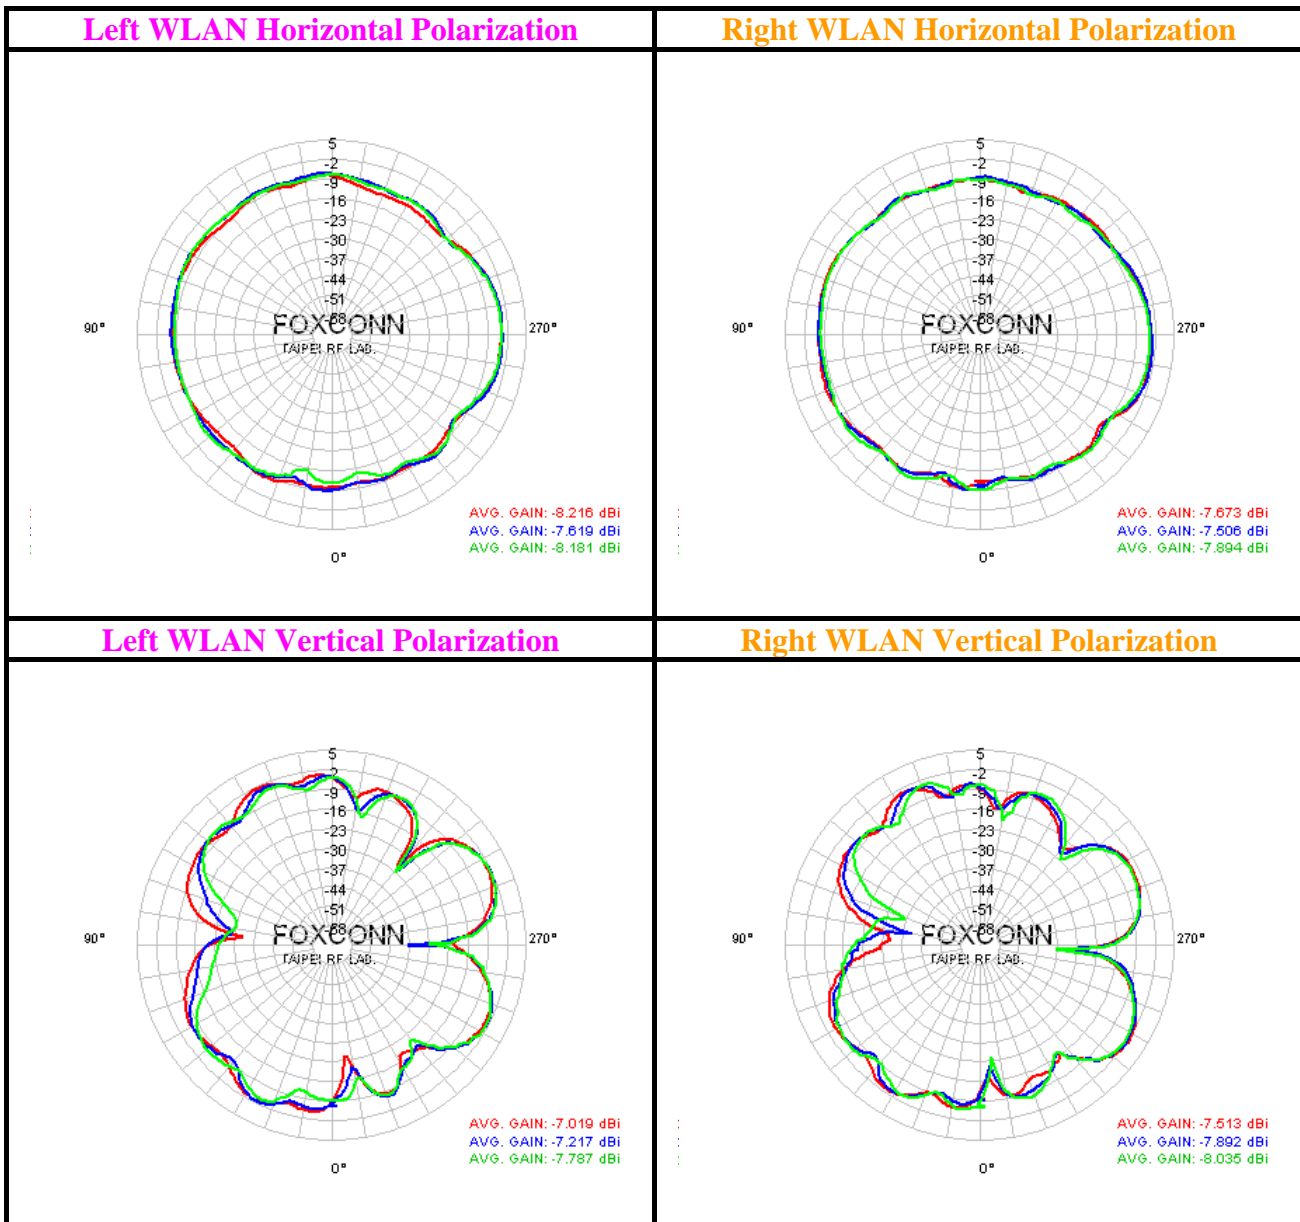 Left WLAN Horizontal Polarization
Right WLAN Horizontal Polarization
5
-2
-9
-16
-23
-30
-37
-44
-51
-68
FOXCONN
TAIPEI RF LAB.
90°
270°
0°
AVG. GAIN: -8.216 dBi
AVG. GAIN: -7.619 dBi
AVG. GAIN: -8.181 dBi
5
-2
-9
-16
-23
-30
-37
-44
-51
-68
FOXCONN
TAIPEI RF LAB.
90°
270°
0°
AVG. GAIN: -7.673 dBi
AVG. GAIN: -7.506 dBi
AVG. GAIN: -7.894 dBi
Left WLAN Vertical Polarization
Right WLAN Vertical Polarization
5
-2
-9
-16
-23
-30
-37
-44
-51
-68
FOXCONN
TAIPEI RF LAB.
90°
270°
0°
AVG. GAIN: -7.019 dBi
AVG. GAIN: -7.217 dBi
AVG. GAIN: -7.787 dBi
5
-2
-9
-16
-23
-30
-37
-44
-51
-68
FOXCONN
TAIPEI RF LAB.
90°
270°
0°
AVG. GAIN: -7.513 dBi
AVG. GAIN: -7.892 dBi
AVG. GAIN: -8.035 dBi